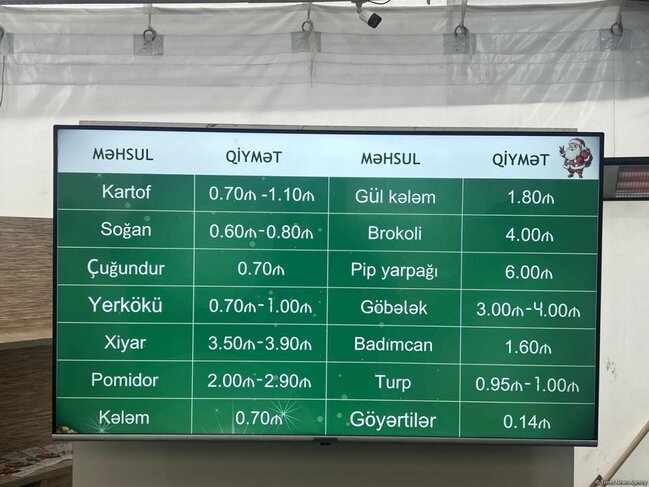 MƏHSUL QİYMƏT MƏHSUL QİYMƏT
Kartof 0.70₼ -1.10₼ Gül kələm 1.80₼
Soğan 0.60₼-0.80₼ Brokoli 4.00₼
Çuğundur 0.70₼ Pip yarpağı 6.00₼
Yerkökü 0.70₼-1.00₼ Göbələk 3.00₼-4.00₼
Xiyar 3.50₼-3.90₼ Badımcan 1.60₼
Pomidor 2.00₼-2.90₼ Turp 0.95₼-1.00₼
Kələm 0.70₼ Göyərtilər 0.14₼
© Trend News Agency